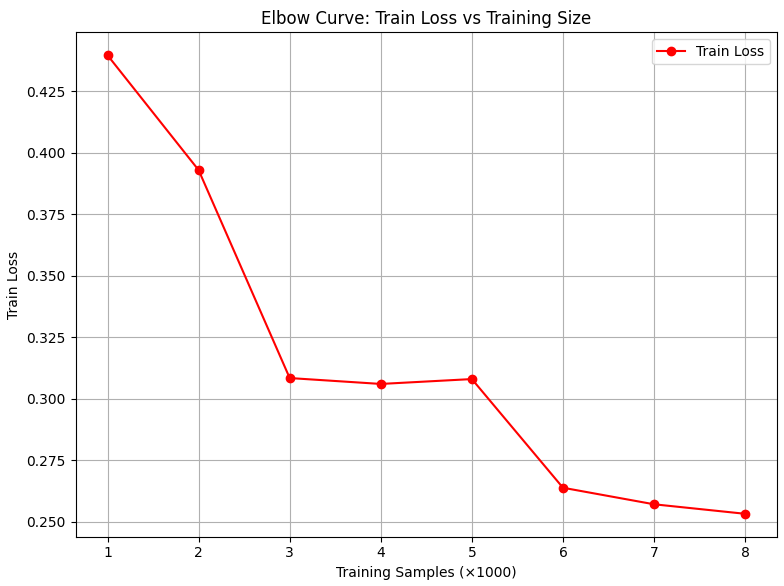 Elbow Curve: Train Loss vs Training Size
Train Loss
0.425
0.400
0.375
0.350
0.325
0.300
0.275
0.250
Train Loss
1 2 3 4 5 6 7 8
Training Samples (×1000)